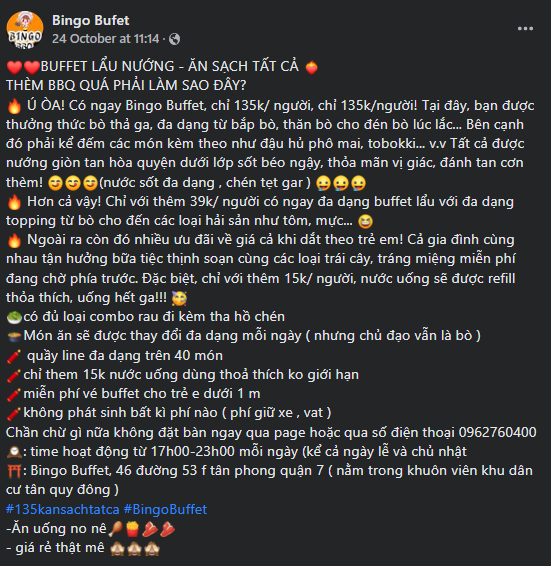 BINGO
BBQ
Bingo Bufet
24 October at 11:14 ·
❤️❤️BUFFET LẨU NƯỚNG - ĂN SẠCH TẤT CẢ 🍲
THÈM BBQ QUÁ PHẢI LÀM SAO ĐÂY?
🔥 Ú ÒA! Có ngay Bingo Buffet, chỉ 135k/ người, chỉ 135k/người! Tại đây, bạn được
thưởng thức bò thả ga, đa dạng từ bắp bò, thăn bò cho đén bò lúc lắc... Bên cạnh
đó phải kể đếm các món kèm theo như đậu hủ phô mai, tobokki... v.v Tất cả được
nướng giòn tan hòa quyện dưới lớp sốt béo ngậy, thỏa mãn vị giác, đánh tan cơn
thèm! 😋😋😋(nước sốt đa dạng , chén tẹt gar ) 😜😜😜
🔥 Hơn cả vậy! Chỉ với thêm 39k/ người có ngay đa dạng buffet lẩu với đa dạng
topping từ bò cho đến các loại hải sản như tôm, mực... 😆
🔥 Ngoài ra còn đó nhiều ưu đãi về giá cả khi dắt theo trẻ em! Cả gia đình cùng
nhau tận hưởng bữa tiệc thịnh soạn cùng các loại trái cây, tráng miệng miễn phí
đang chờ phía trước. Đặc biệt, chỉ với thêm 15k/ người, nước uống sẽ được refill
thỏa thích, uống hết ga!!! 🥳
🥗có đủ loại combo rau đi kèm tha hồ chén
🍲Món ăn sẽ được thay đổi đa dạng mỗi ngày ( nhưng chủ đạo vẫn là bò )
🧨 quầy line đa dạng trên 40 món
🧨chỉ them 15k nước uống dùng thoả thích ko giới hạn
🧨miễn phí vé buffet cho trẻ e dưới 1 m
🧨không phát sinh bất kì phí nào ( phí giữ xe , vat )
Chần chừ gì nữa không đặt bàn ngay qua page hoặc qua số điện thoại 0962760400
🕰️: time hoạt động từ 17h00-23h00 mỗi ngày (kể cả ngày lễ và chủ nhật
⛩️: Bingo Buffet, 46 đường 53 f tân phong quận 7 ( nằm trong khuôn viên khu dân
cư tân quy đông )
#135kansachtatca #BingoBuffet
-Ăn uống no nê🍗🍟🥩🥩
- giá rẻ thật mê 🙈🙈🙈